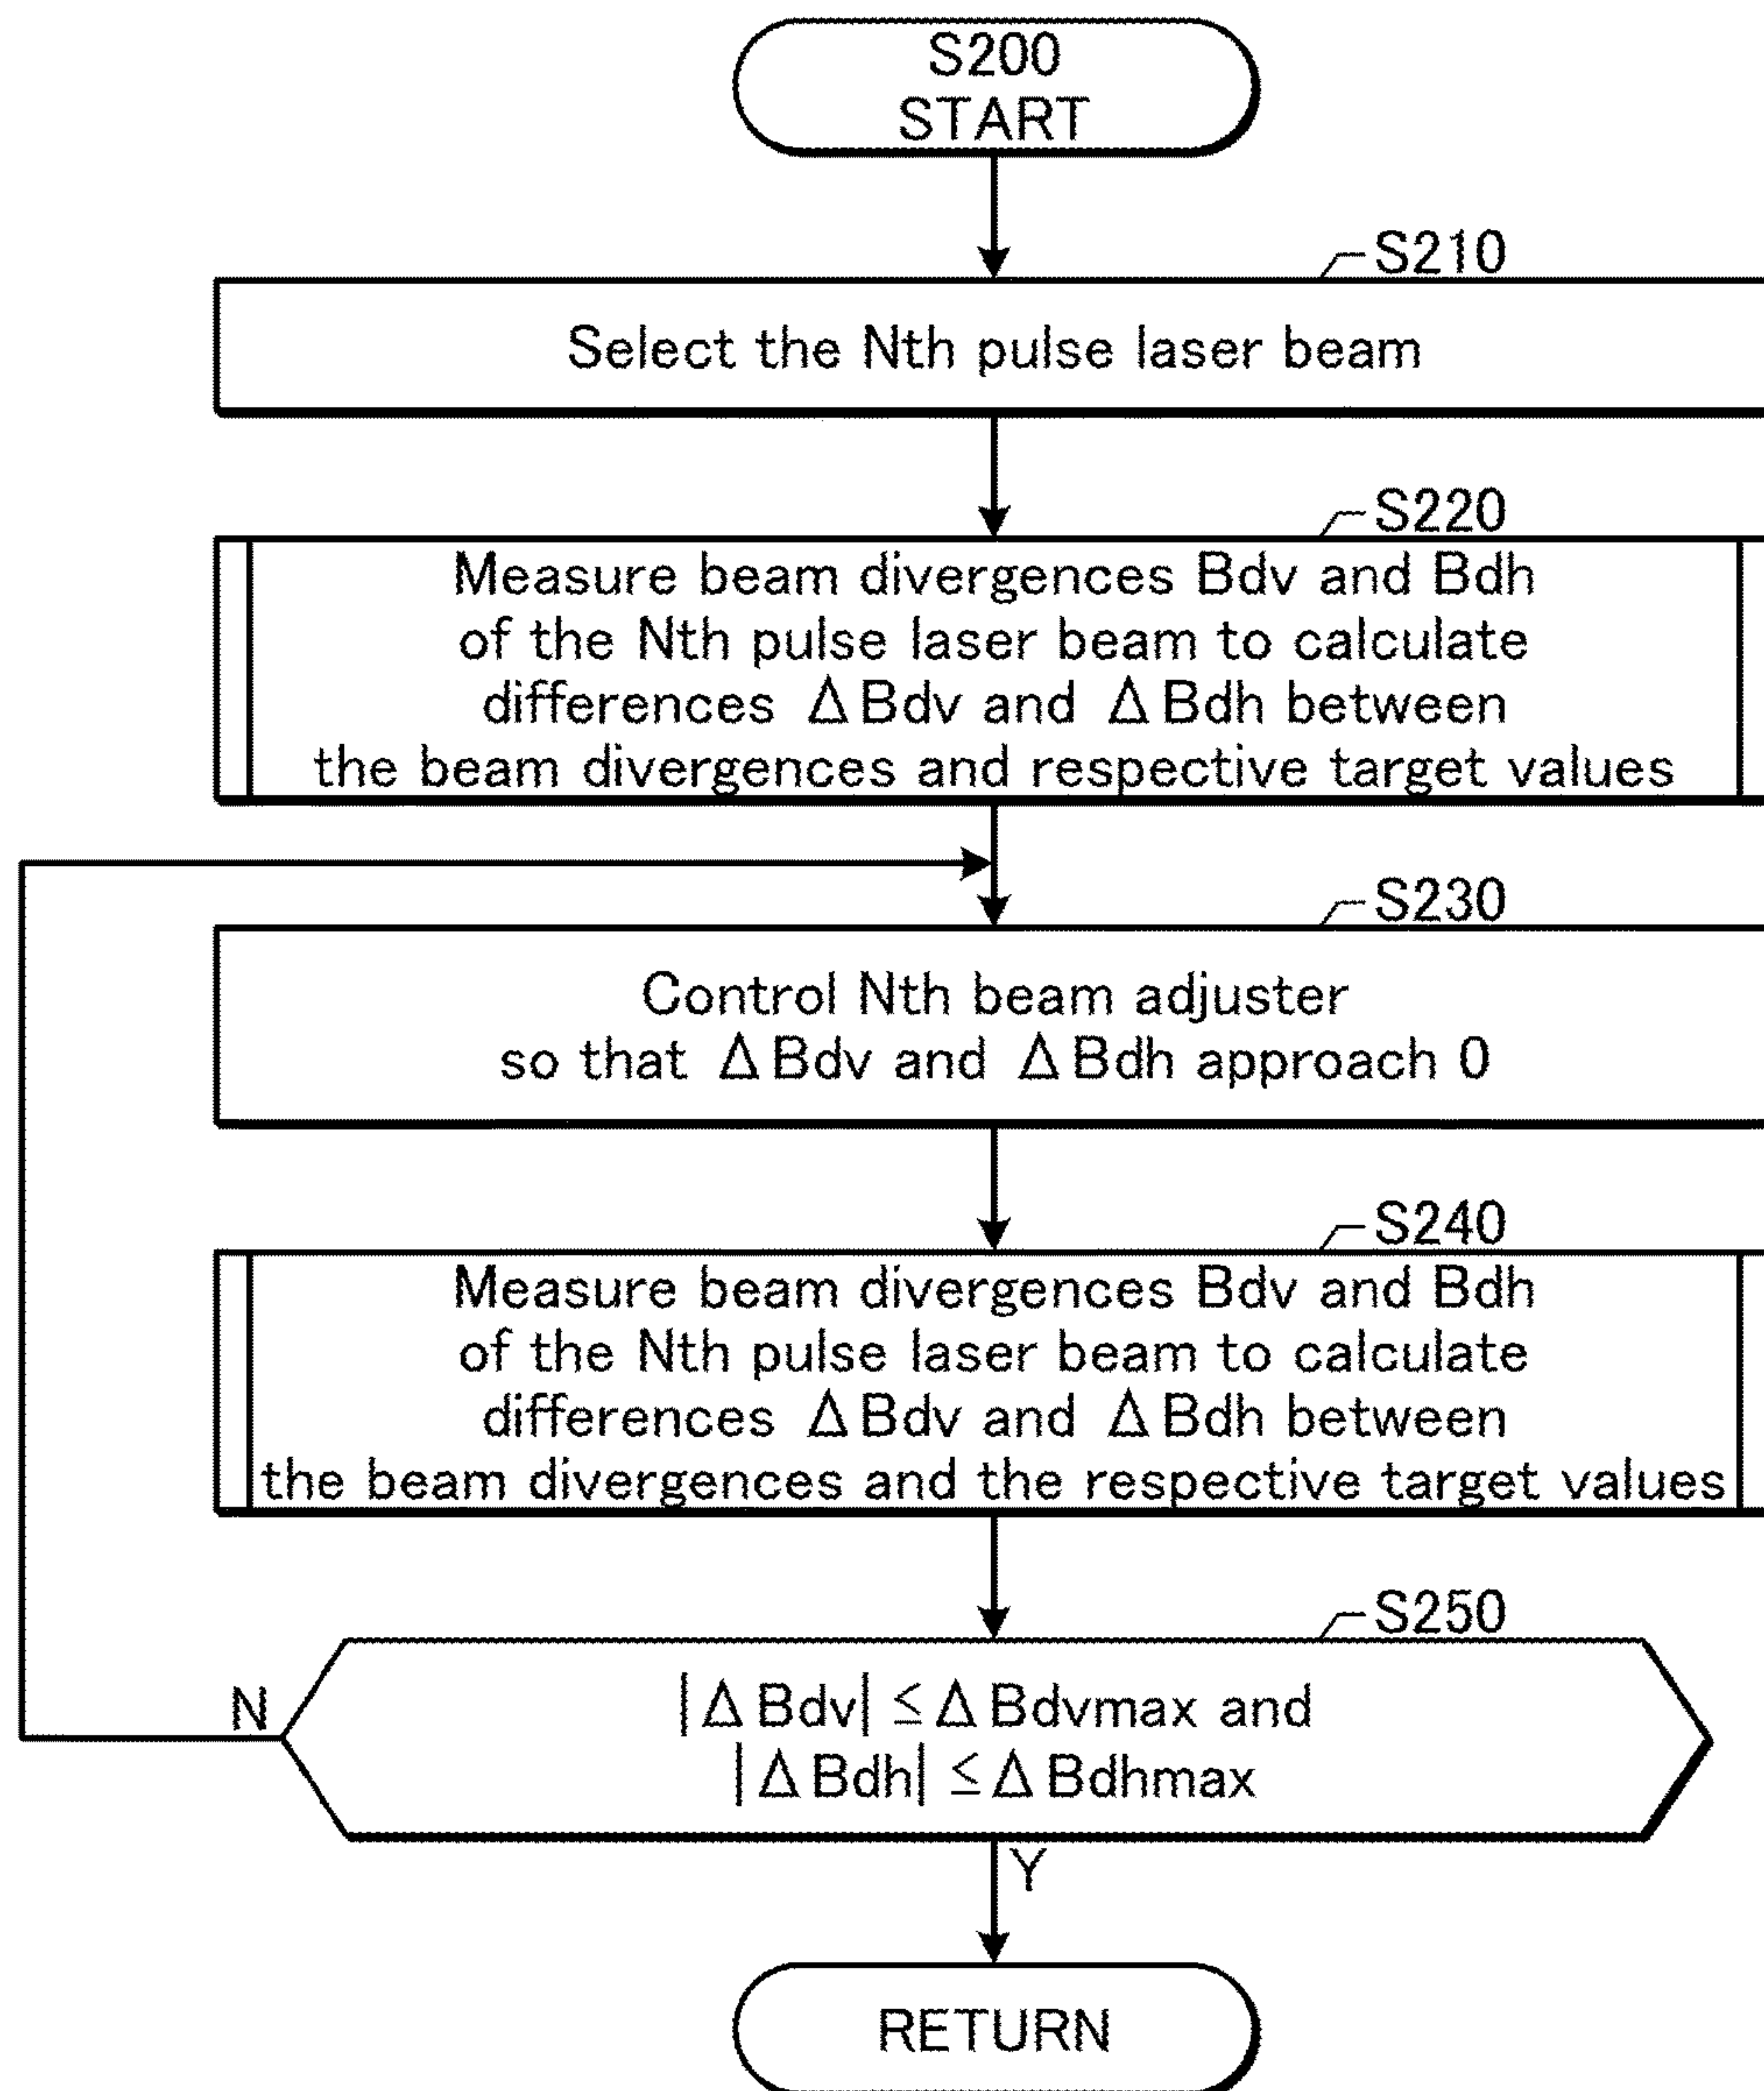 S200
START
S210
Select the Nth pulse laser beam
S220
Measure beam divergences Bdv and Bdh
of the Nth pulse laser beam to calculate
differences ΔBdv and ΔBdh between
the beam divergences and respective target values
S230
Control Nth beam adjuster
so that ΔBdv and ΔBdh approach 0
S240
Measure beam divergences Bdv and Bdh
of the Nth pulse laser beam to calculate
differences ΔBdv and ΔBdh between
the beam divergences and the respective target values
S250
N
|ΔBdv| ≦ ΔBdvmax and
|ΔBdh| ≦ ΔBdhmax
Y
RETURN